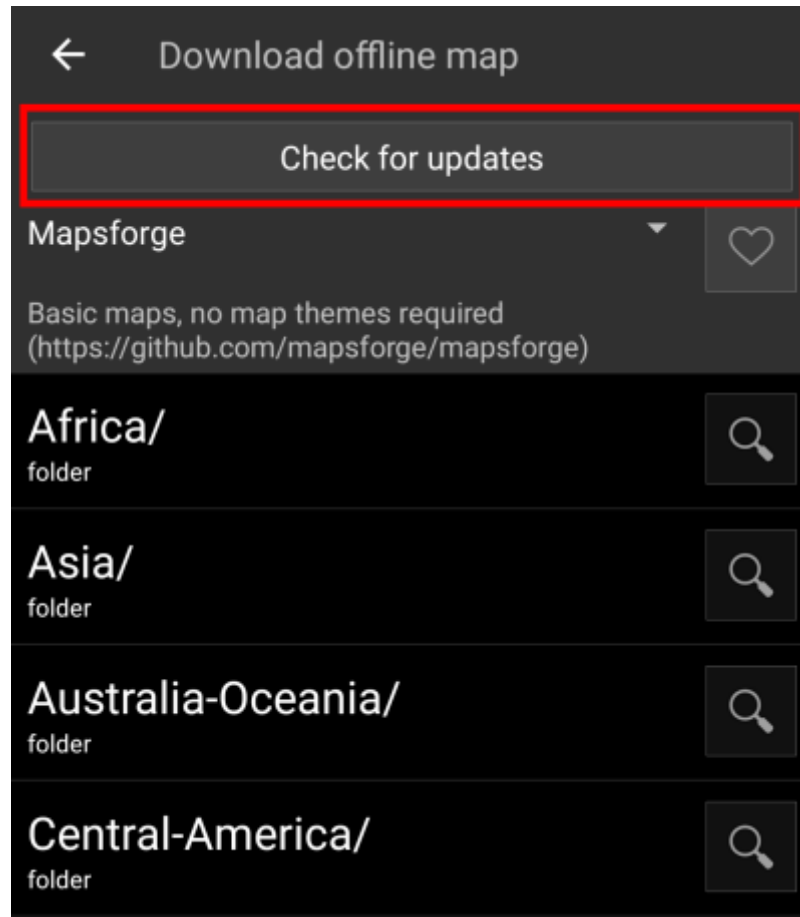 Download offline map
Check for updates
Mapsforge
Basic maps, no map themes required
(https://github.com/mapsforge/mapsforge)
Africa/
folder
Asia/
folder
Australia-Oceania/
folder
Central-America/
folder